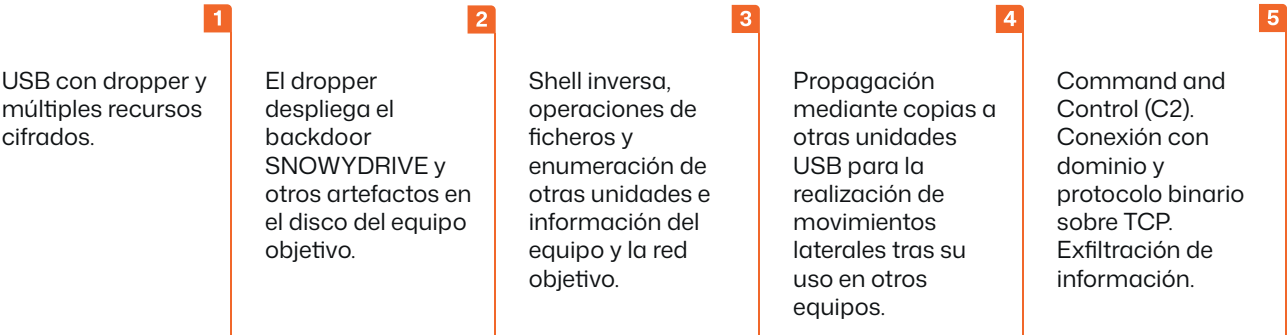 1
USB con dropper y
múltiples recursos
cifrados.
2
El dropper
despliega el
backdoor
SNOWYDRIVE y
otros artefactos en
el disco del equipo
objetivo.
3
Shell inversa,
operaciones de
ficheros y
enumeración de
otras unidades e
información del
equipo y la red
objetivo.
4
Propagación
mediante copias a
otras unidades
USB para la
realización de
movimientos
laterales tras su
uso en otros
equipos.
5
Command and
Control (C2).
Conexión con
dominio y
protocolo binario
sobre TCP.
Exfiltración de
información.